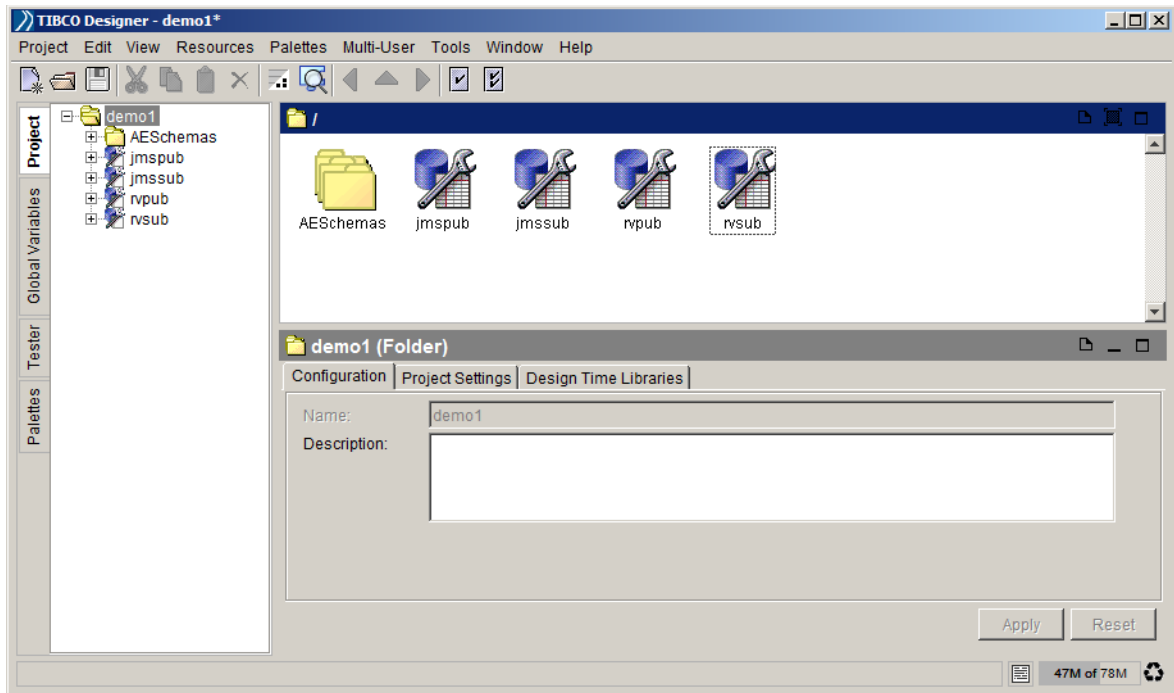 TIBCO Designer - demo1*
Project Edit View Resources Palettes Multi-User Tools Window Help
Project
Global Variables
Tester
Palettes
demo1
AESchemas
jmspub
jmssub
rvpub
rvsub
/
AESchemas jmspub jmssub rvpub rvsub
demo1 (Folder)
Configuration Project Settings Design Time Libraries
Name: demo1
Description:
Apply Reset
47M of 78M